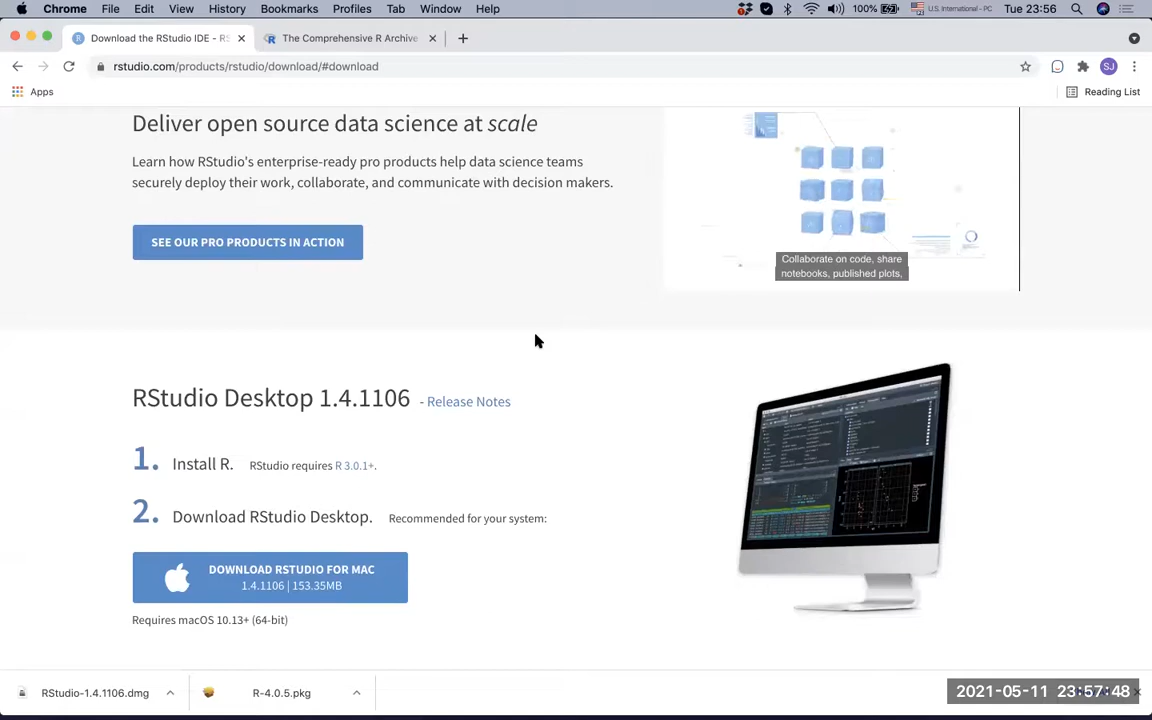 Chrome File Edit View History Bookmarks Profiles Tab Window Help 100% U.S. International - PC Tue 23:56
Download the RStudio IDE - RS The Comprehensive R Archive
rstudio.com/products/rstudio/download/#download SJ
Apps Reading List
Deliver open source data science at scale
Learn how RStudio's enterprise-ready pro products help data science teams
securely deploy their work, collaborate, and communicate with decision makers.
SEE OUR PRO PRODUCTS IN ACTION
Collaborate on code, share
notebooks, published plots,
RStudio Desktop 1.4.1106 - Release Notes
1. Install R. RStudio requires R 3.0.1+.
2. Download RStudio Desktop. Recommended for your system:
DOWNLOAD RSTUDIO FOR MAC
1.4.1106 | 153.35MB
Requires macOS 10.13+ (64-bit)
RStudio-1.4.1106.dmg R-4.0.5.pkg
2021-05-11 23:57:48